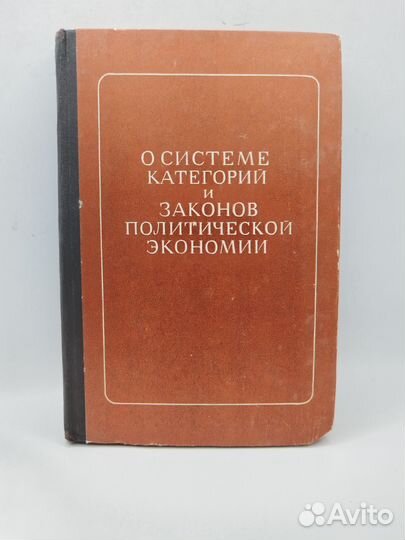 О СИСТЕМЕ
КАТЕГОРИЙ
и
ЗАКОНОВ
ПОЛИТИЧЕСКОЙ
ЭКОНОМИИ
Avito